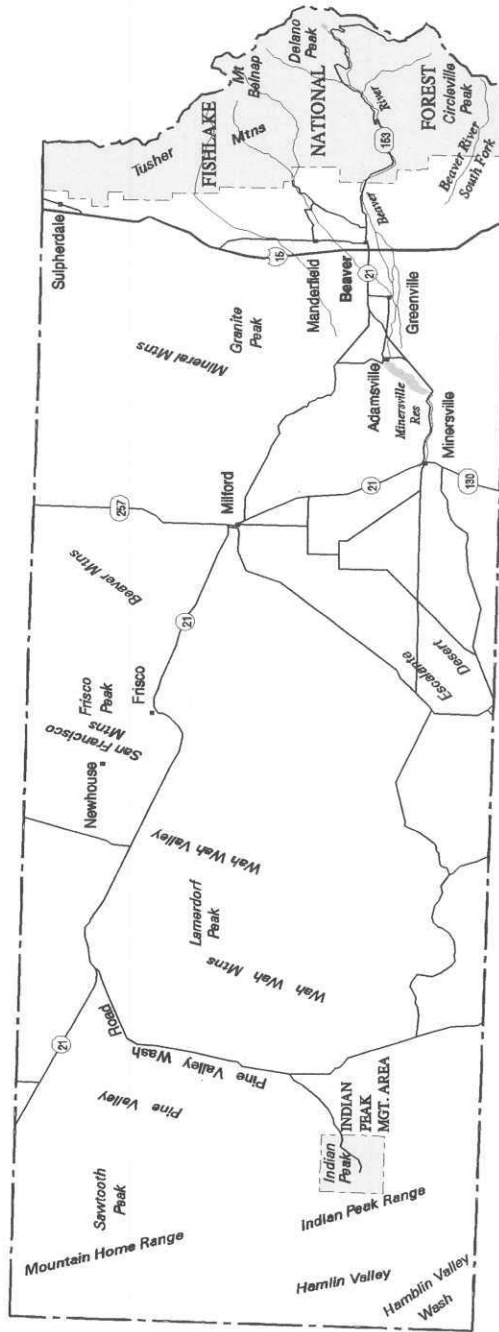 Sulpherdale
Tusher
Mtns
FISHLAKE
NATIONAL
FOREST
Mt
Belnap
Delano
Peak
Circleville
Peak
Beaver River
South Fork
River
153
Beaver
15
Manderfield
Beaver
21
Greenville
Mineral Mtns
Granite
Peak
Adamsville
Minersville
Res
Minersville
130
21
257
Milford
Beaver Mtns
21
Escalante
Desert
Frisco
Peak
San Francisco
Mtns
Frisco
Newhouse
Wah Wah Valley
Lamerdorf
Peak
Wah Wah Mtns
21
Road
Pine Valley Wash
Pine Valley
INDIAN
PEAK
MGT. AREA
Indian
Peak
Sawtooth
Peak
Mountain Home Range
Indian Peak Range
Hamlin Valley
Hamblin Valley
Wash